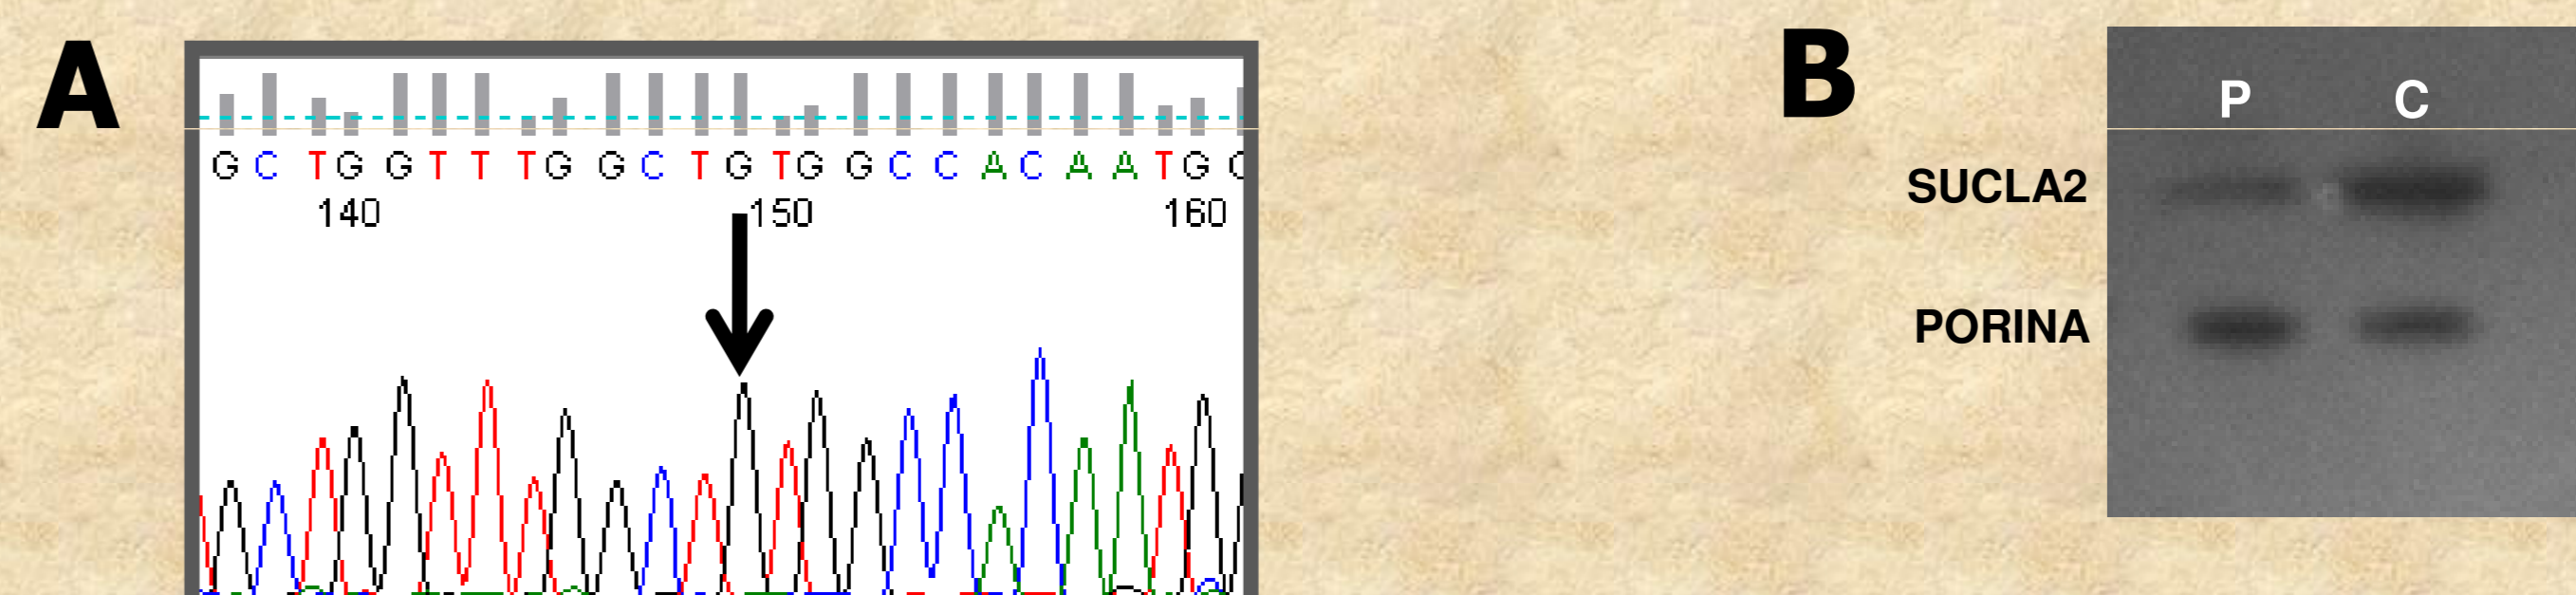 A
G C T G G T T T G G C T G T G G C C A C A A T G
140 150 160
B
P C
SUCLA2
PORINA